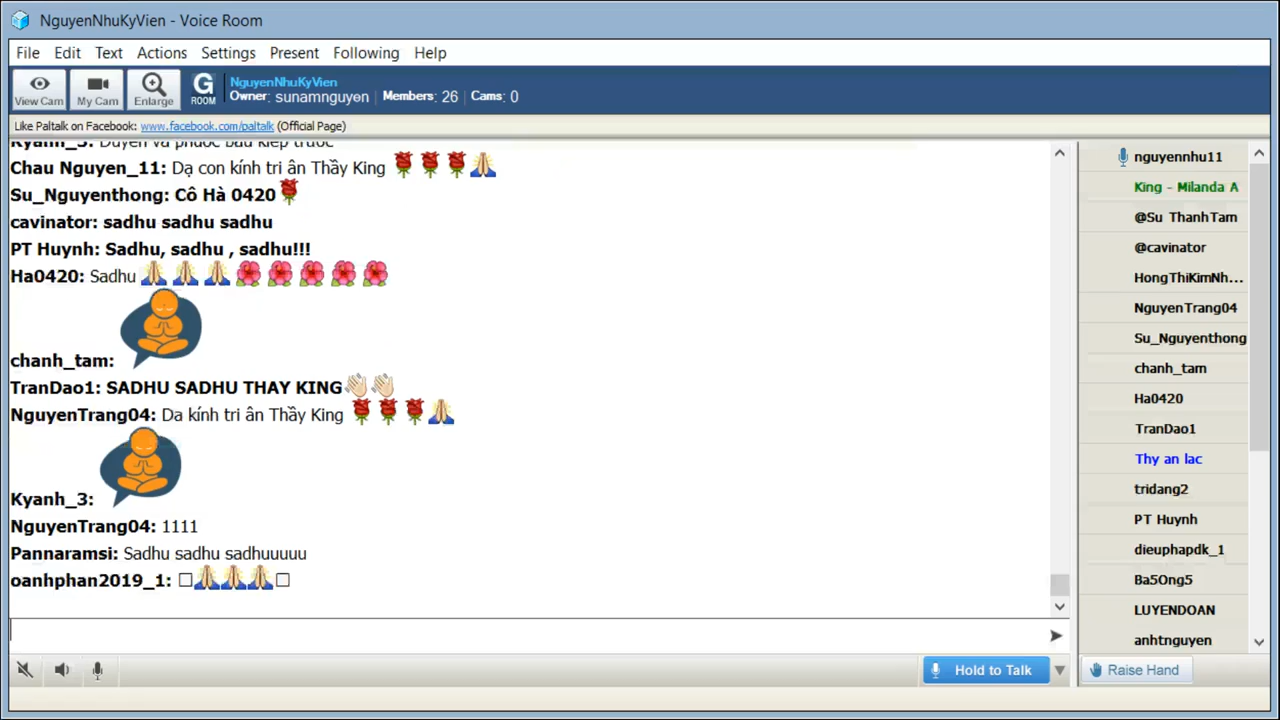 NguyenNhuKyVien - Voice Room
File Edit Text Actions Settings Present Following Help
View Cam
My Cam
Enlarge
G
ROOM
NguyenNhuKyVien
Owner: sunamnguyen | Members: 26 | Cams: 0
Like Paltalk on Facebook: www.facebook.com/paltalk (Official Page)
Kyanh_3: Duyên và phước báu kiếp trước
Chau Nguyen_11: Dạ con kính tri ân Thầy King 🌹🌹🌹🙏
Su_Nguyenthong: Cô Hà 0420🌹
cavinator: sadhu sadhu sadhu
PT Huynh: Sadhu, sadhu , sadhu!!!
Ha0420: Sadhu 🙏🙏🙏🌺🌺🌺🌺🌺
chanh_tam:
TranDao1: SADHU SADHU THAY KING👏👏
NguyenTrang04: Da kính tri ân Thầy King 🌹🌹🌹🙏
Kyanh_3:
NguyenTrang04: 1111
Pannaramsi: Sadhu sadhu sadhuuuuu
oanhphan2019_1: □🙏🙏🙏□
Hold to Talk
nguyennhu11
King - Milanda A
@Su ThanhTam
@cavinator
HongThiKimNh...
NguyenTrang04
Su_Nguyenthong
chanh_tam
Ha0420
TranDao1
Thy an lac
tridang2
PT Huynh
dieuphapdk_1
Ba5Ong5
LUYENDOAN
anhtnguyen
Raise Hand